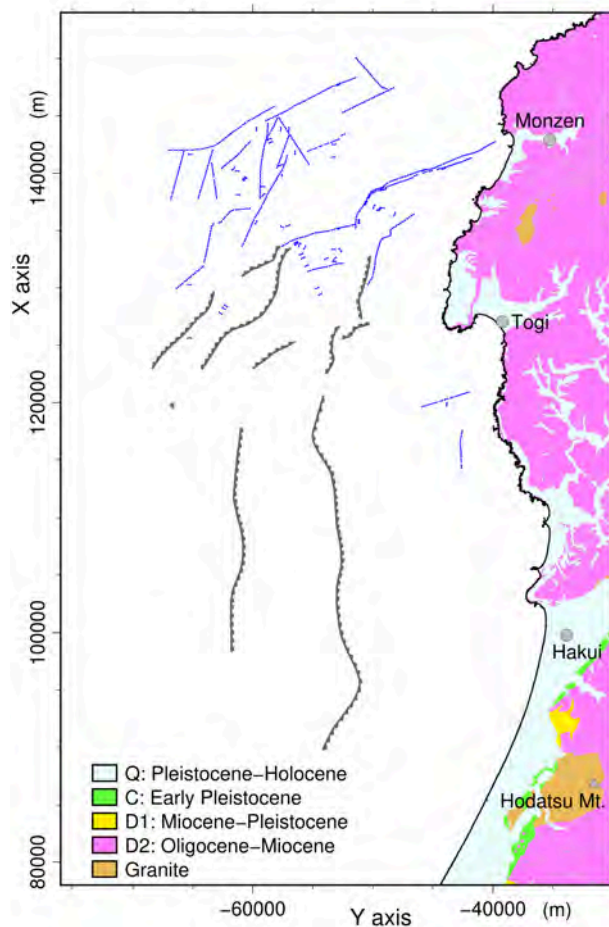 Monzen
(m)
140000
X axis
Togi
120000
100000
Hakui
Q: Pleistocene−Holocene
C: Early Pleistocene
D1: Miocene−Pleistocene
Hodatsu Mt.
D2: Oligocene−Miocene
Granite
80000
−60000
−40000
(m)
Y axis